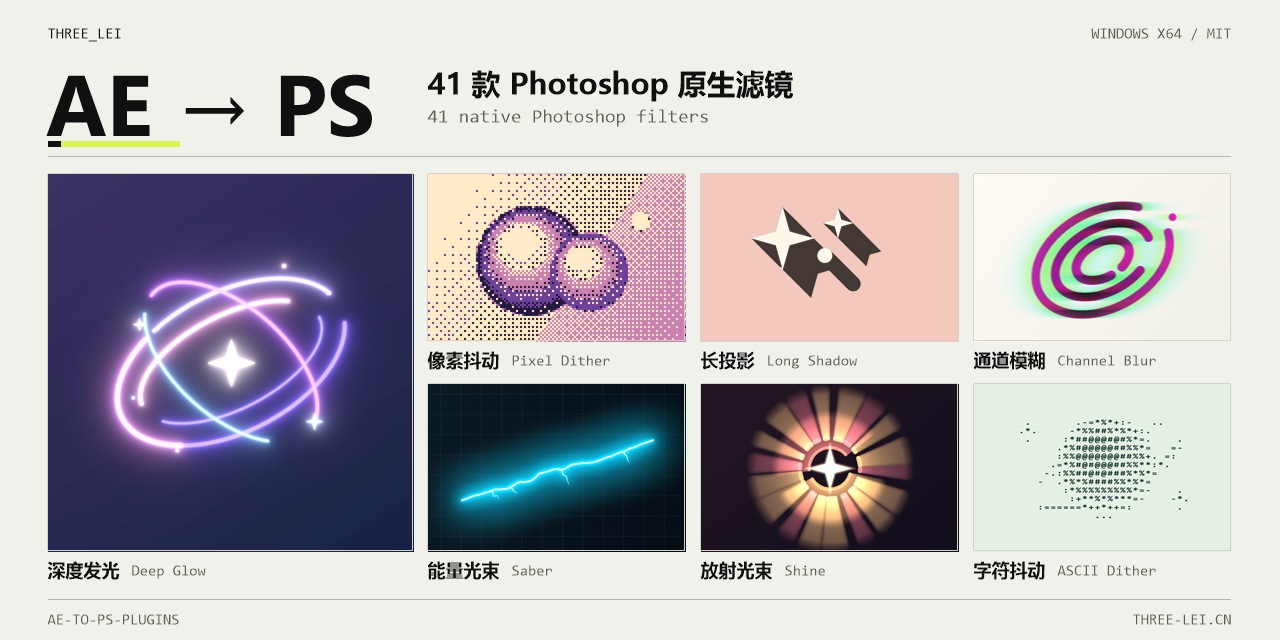 THREE_LEI
WINDOWS X64 / MIT
AE → PS
41 款 Photoshop 原生滤镜
41 native Photoshop filters
像素抖动 Pixel Dither
长投影 Long Shadow
通道模糊 Channel Blur
深度发光 Deep Glow
能量光束 Saber
放射光束 Shine
字符抖动 ASCII Dither
AE-TO-PS-PLUGINS
THREE-LEI.CN